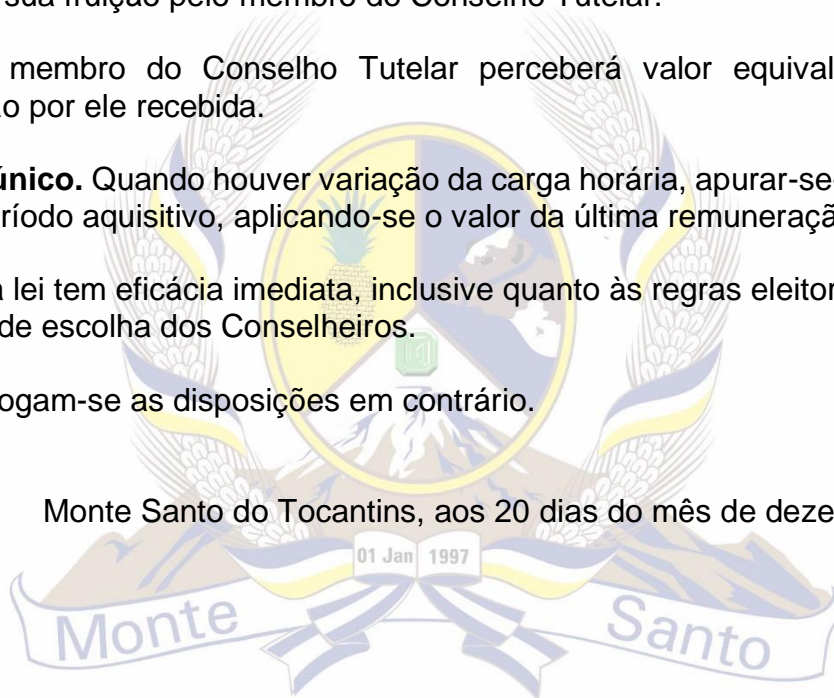 sua fruição pelo membro do Conselho Tutelar.
membro do Conselho Tutelar perceberá valor equival
o por ele recebida.
único. Quando houver variação da carga horária, apurar-se-
ríodo aquisitivo, aplicando-se o valor da última remuneraçã
lei tem eficácia imediata, inclusive quanto às regras eleitor
de escolha dos Conselheiros.
ogam-se as disposições em contrário.
Monte Santo do Tocantins, aos 20 dias do mês de deze
01 Jan 1997
Monte Santo